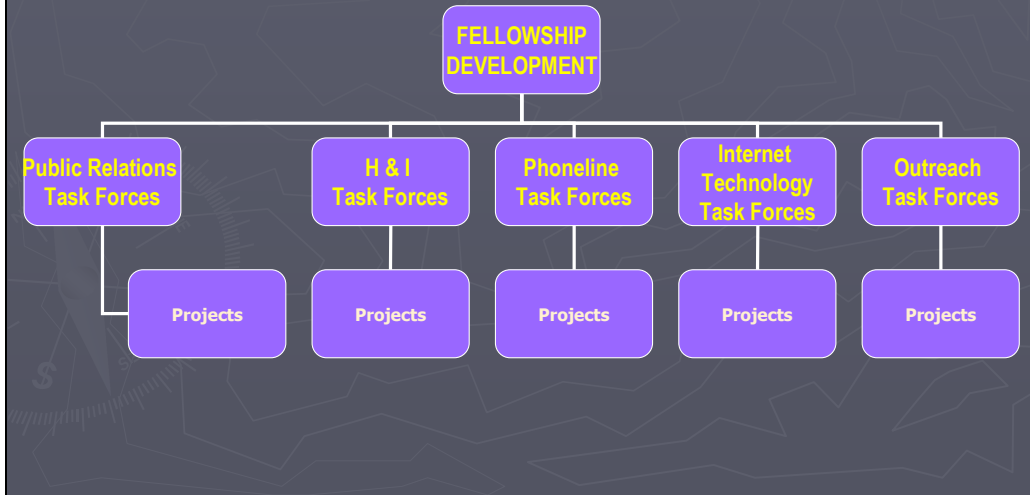 FELLOWSHIP
DEVELOPMENT
Public Relations
Task Forces
H & I
Task Forces
Phoneline
Task Forces
Internet
Technology
Task Forces
Outreach
Task Forces
Projects
Projects
Projects
Projects
Projects
S